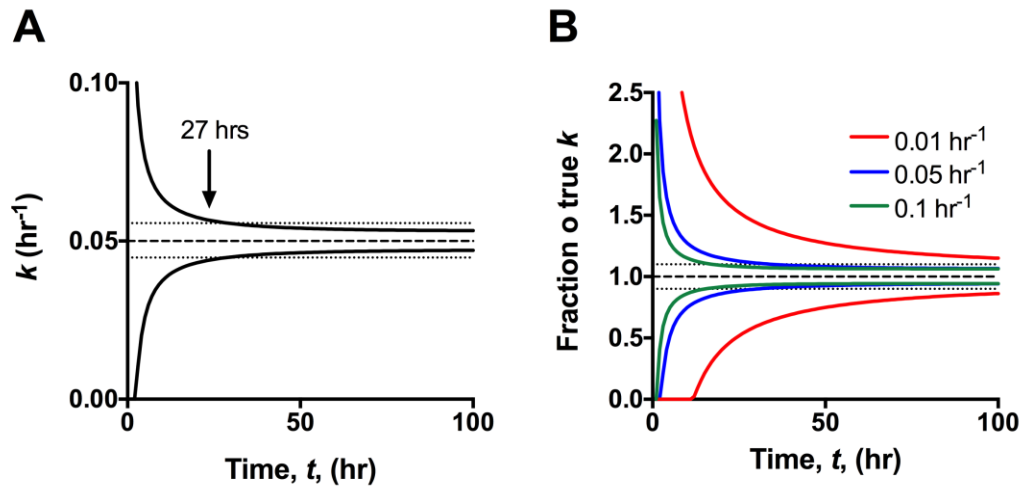 A
k (hr-1)
0.10
0.05
0.00
27 hrs
0
50
100
Time, t, (hr)
B
Fraction o true k
2.5
2.0
1.5
1.0
0.5
0.0
0.01 hr-1
0.05 hr-1
0.1 hr-1
0
50
100
Time, t, (hr)